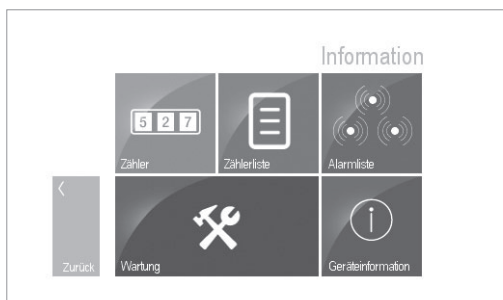 Information
5 2 7
Zähler
Zählerliste
Alarmliste
Zurück
Wartung
Geräteinformation